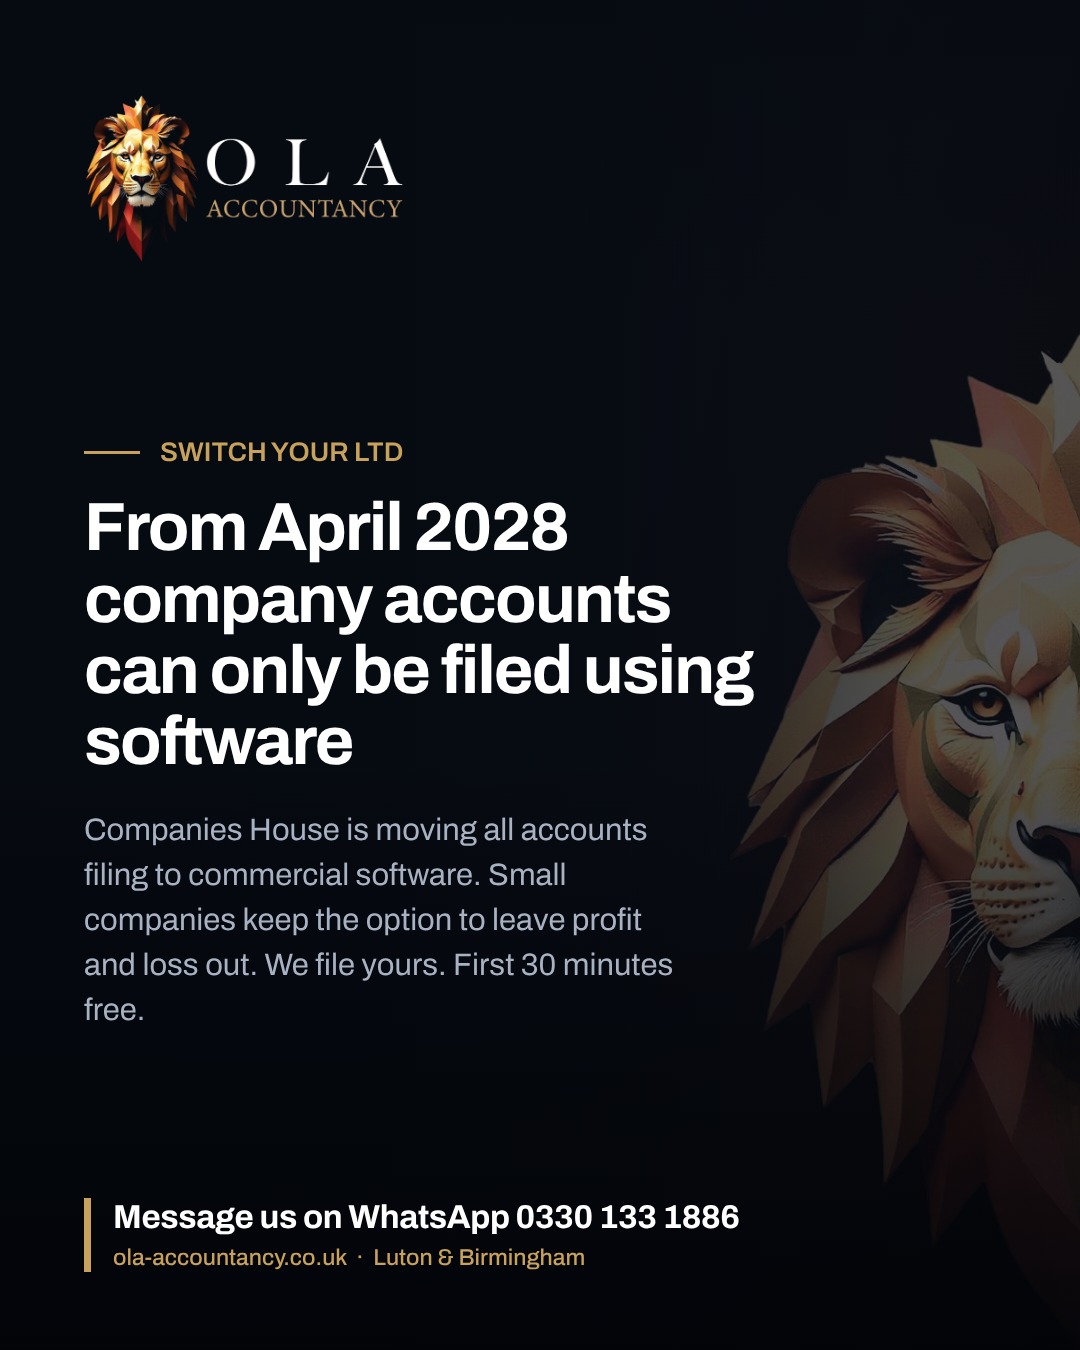 OLA
ACCOUNTANCY
SWITCH YOUR LTD
From April 2028
company accounts
can only be filed using
software
Companies House is moving all accounts
filing to commercial software. Small
companies keep the option to leave profit
and loss out. We file yours. First 30 minutes
free.
Message us on WhatsApp 0330 133 1886
ola-accountancy.co.uk · Luton & Birmingham